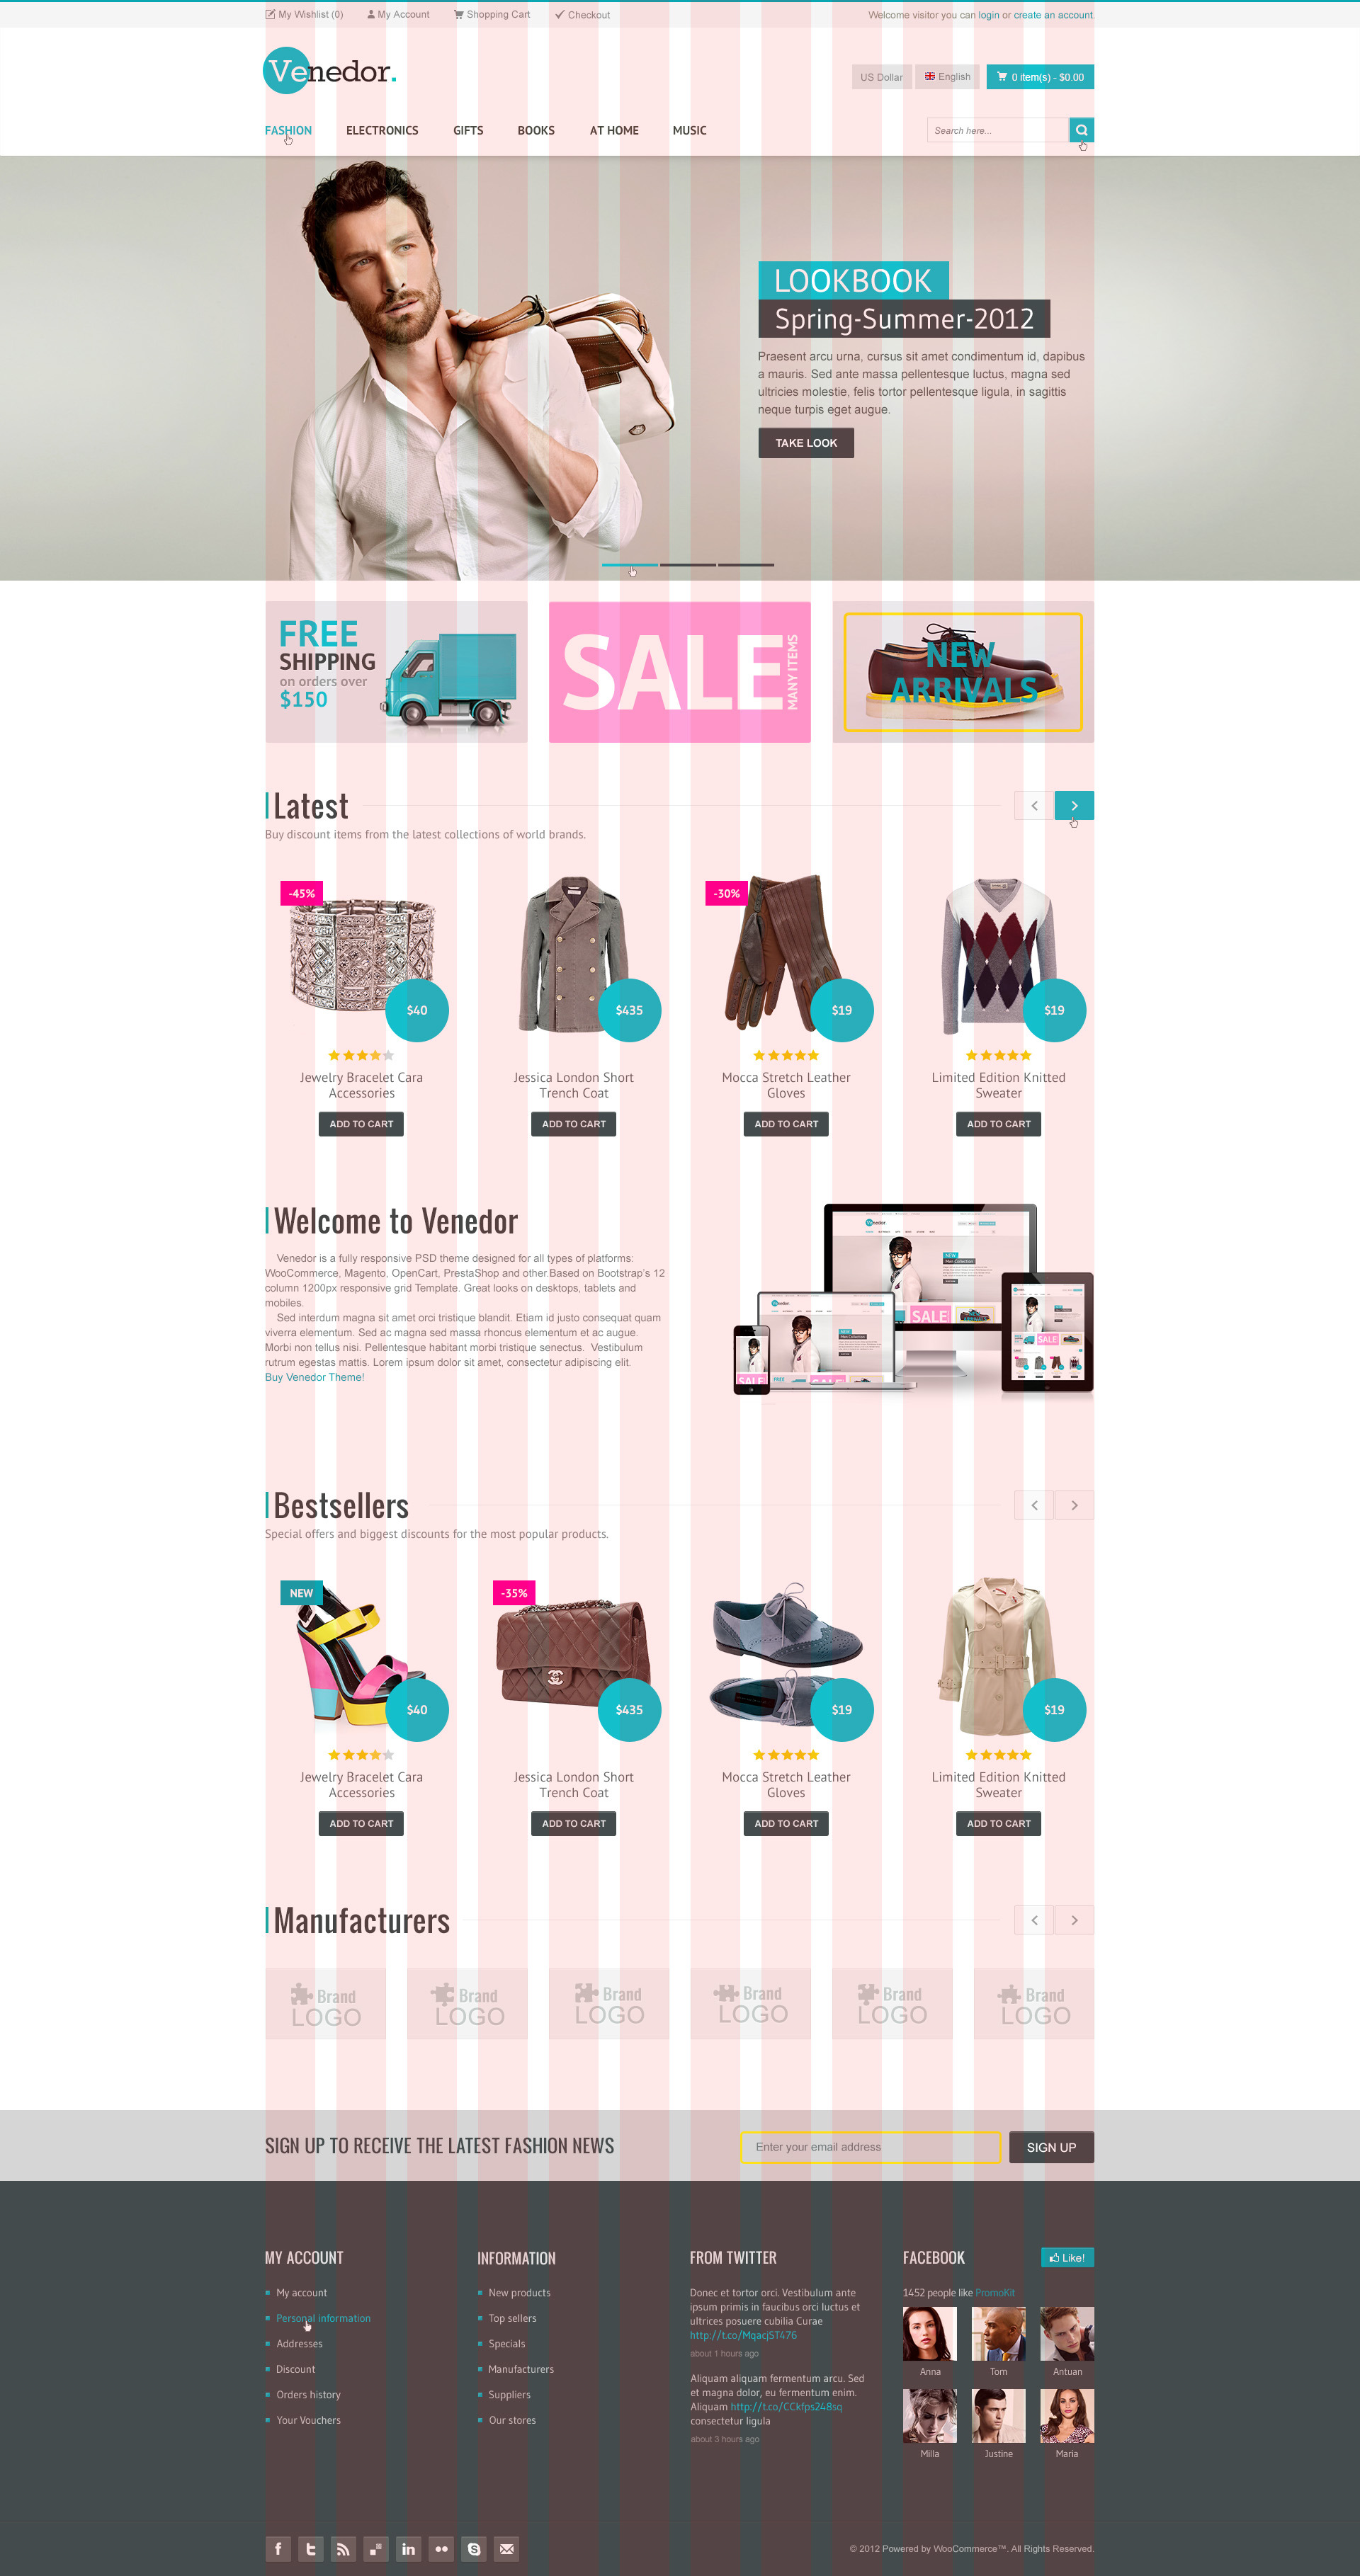 My Wishlist (0) My Account Shopping Cart Checkout Welcome visitor you can login or create an account.
Venedor.
US Dollar English 0 item(s) - $0.00
FASHION ELECTRONICS GIFTS BOOKS AT HOME MUSIC Search here...
LOOKBOOK
Spring-Summer-2012
Praesent arcu urna, cursus sit amet condimentum id, dapibus
a mauris. Sed ante massa pellentesque luctus, magna sed
ultricies molestie, felis tortor pellentesque ligula, in sagittis
neque turpis eget augue.
TAKE LOOK
FREE
SHIPPING
on orders over
$150
SALE
MANY ITEMS
NEW
ARRIVALS
Latest
Buy discount items from the latest collections of world brands.
-45%
-30%
$40 $435 $19 $19
Jewelry Bracelet Cara
Accessories
Jessica London Short
Trench Coat
Mocca Stretch Leather
Gloves
Limited Edition Knitted
Sweater
ADD TO CART ADD TO CART ADD TO CART ADD TO CART
Welcome to Venedor
Venedor is a fully responsive PSD theme designed for all types of platforms:
WooCommerce, Magento, OpenCart, PrestaShop and other.Based on Bootstrap's 12
column 1200px responsive grid Template. Great looks on desktops, tablets and
mobiles.
Sed interdum magna sit amet orci tristique blandit. Etiam id justo consequat quam
viverra elementum. Sed ac magna sed massa rhoncus elementum et ac augue.
Morbi non tellus nisi. Pellentesque habitant morbi tristique senectus. Vestibulum
rutrum egestas mattis. Lorem ipsum dolor sit amet, consectetur adipiscing elit.
Buy Venedor Theme!
Venedor.
NEW
Men Collection
SALE
Venedor.
NEW
Men Collection
FREE
SALE
SALE
SALE
Bestsellers
Special offers and biggest discounts for the most popular products.
NEW
-35%
$40 $435 $19 $19
Jewelry Bracelet Cara
Accessories
Jessica London Short
Trench Coat
Mocca Stretch Leather
Gloves
Limited Edition Knitted
Sweater
ADD TO CART ADD TO CART ADD TO CART ADD TO CART
Manufacturers
Brand Brand Brand Brand Brand Brand
LOGO LOGO LOGO LOGO LOGO LOGO
SIGN UP TO RECEIVE THE LATEST FASHION NEWS Enter your email address SIGN UP
MY ACCOUNT
My account
Personal information
Addresses
Discount
Orders history
Your Vouchers
INFORMATION
New products
Top sellers
Specials
Manufacturers
Suppliers
Our stores
FROM TWITTER
Donec et tortor orci. Vestibulum ante
ipsum primis in faucibus orci luctus et
ultrices posuere cubilia Curae
http://t.co/MqacjST476
about 1 hours ago
Aliquam aliquam fermentum arcu. Sed
et magna dolor, eu fermentum enim.
Aliquam http://t.co/CCkfps248sq
consectetur ligula
about 3 hours ago
FACEBOOK Like!
1452 people like PromoKit
Anna Tom Antuan
Milla Justine Maria
© 2012 Powered by WooCommerce™. All Rights Reserved.